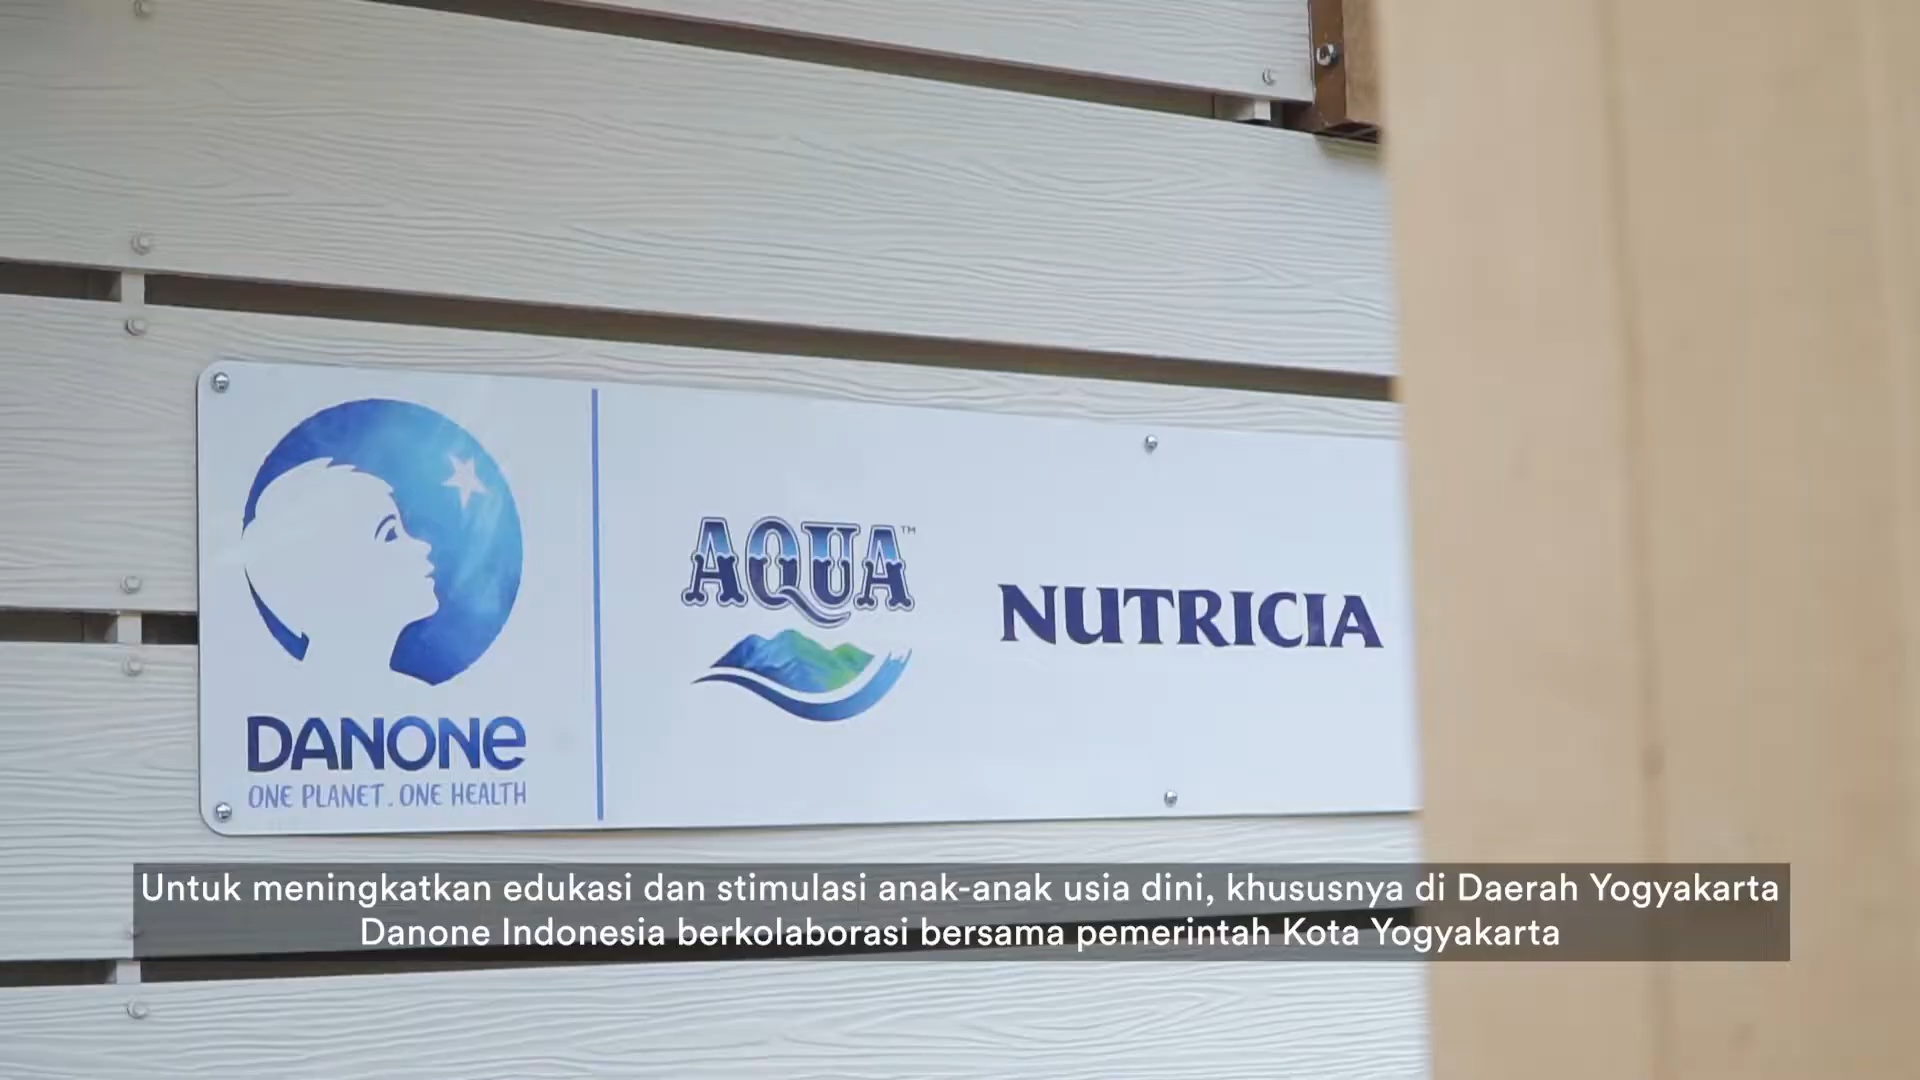 AQUA™
NUTRICIA
DANONE
ONE PLANET. ONE HEALTH
Untuk meningkatkan edukasi dan stimulasi anak-anak usia dini, khususnya di Daerah Yogyakarta
Danone Indonesia berkolaborasi bersama pemerintah Kota Yogyakarta